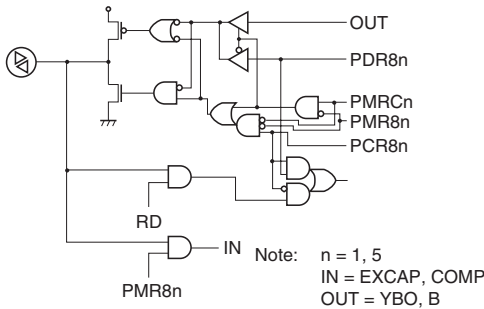 OUT
PDR8n
PMRCn
PMR8n
PCR8n
RD
IN
PMR8n
Note: n = 1, 5
IN = EXCAP, COMP
OUT = YBO, B